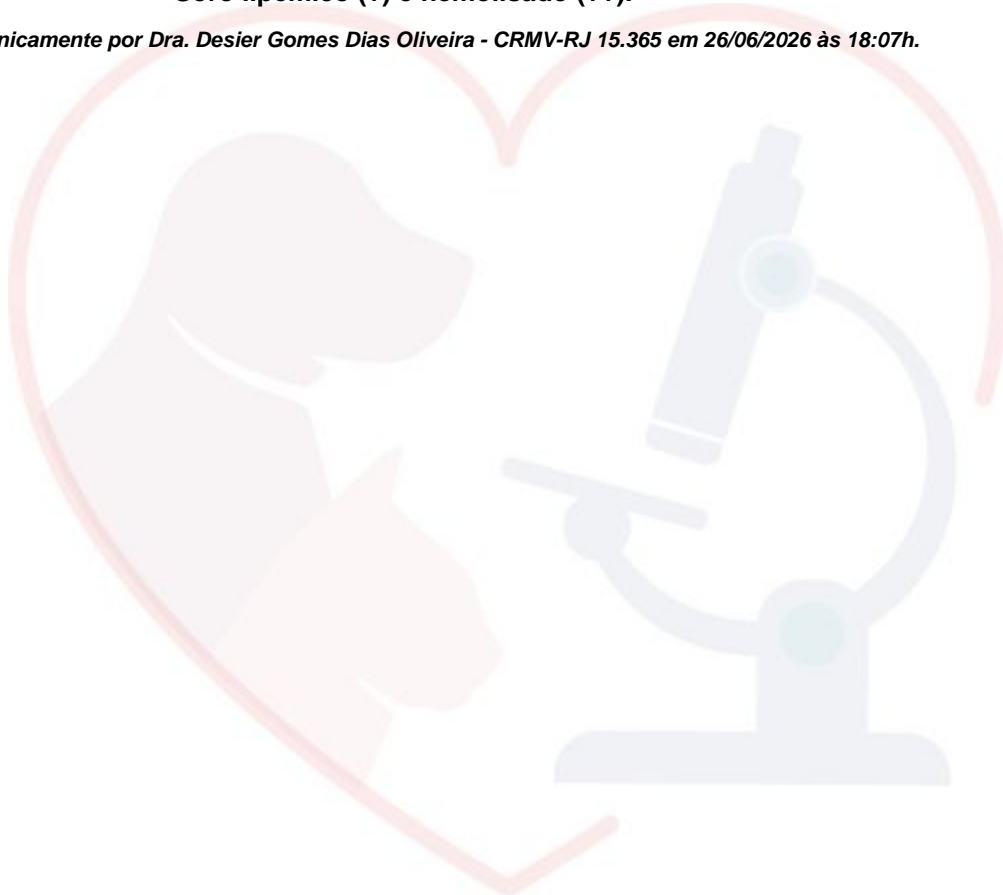 Soro lipêmico (+) e hemolisado (++).
nicamente por Dra. Desier Gomes Dias Oliveira - CRMV-RJ 15.365 em 26/06/2026 às 18:07h.